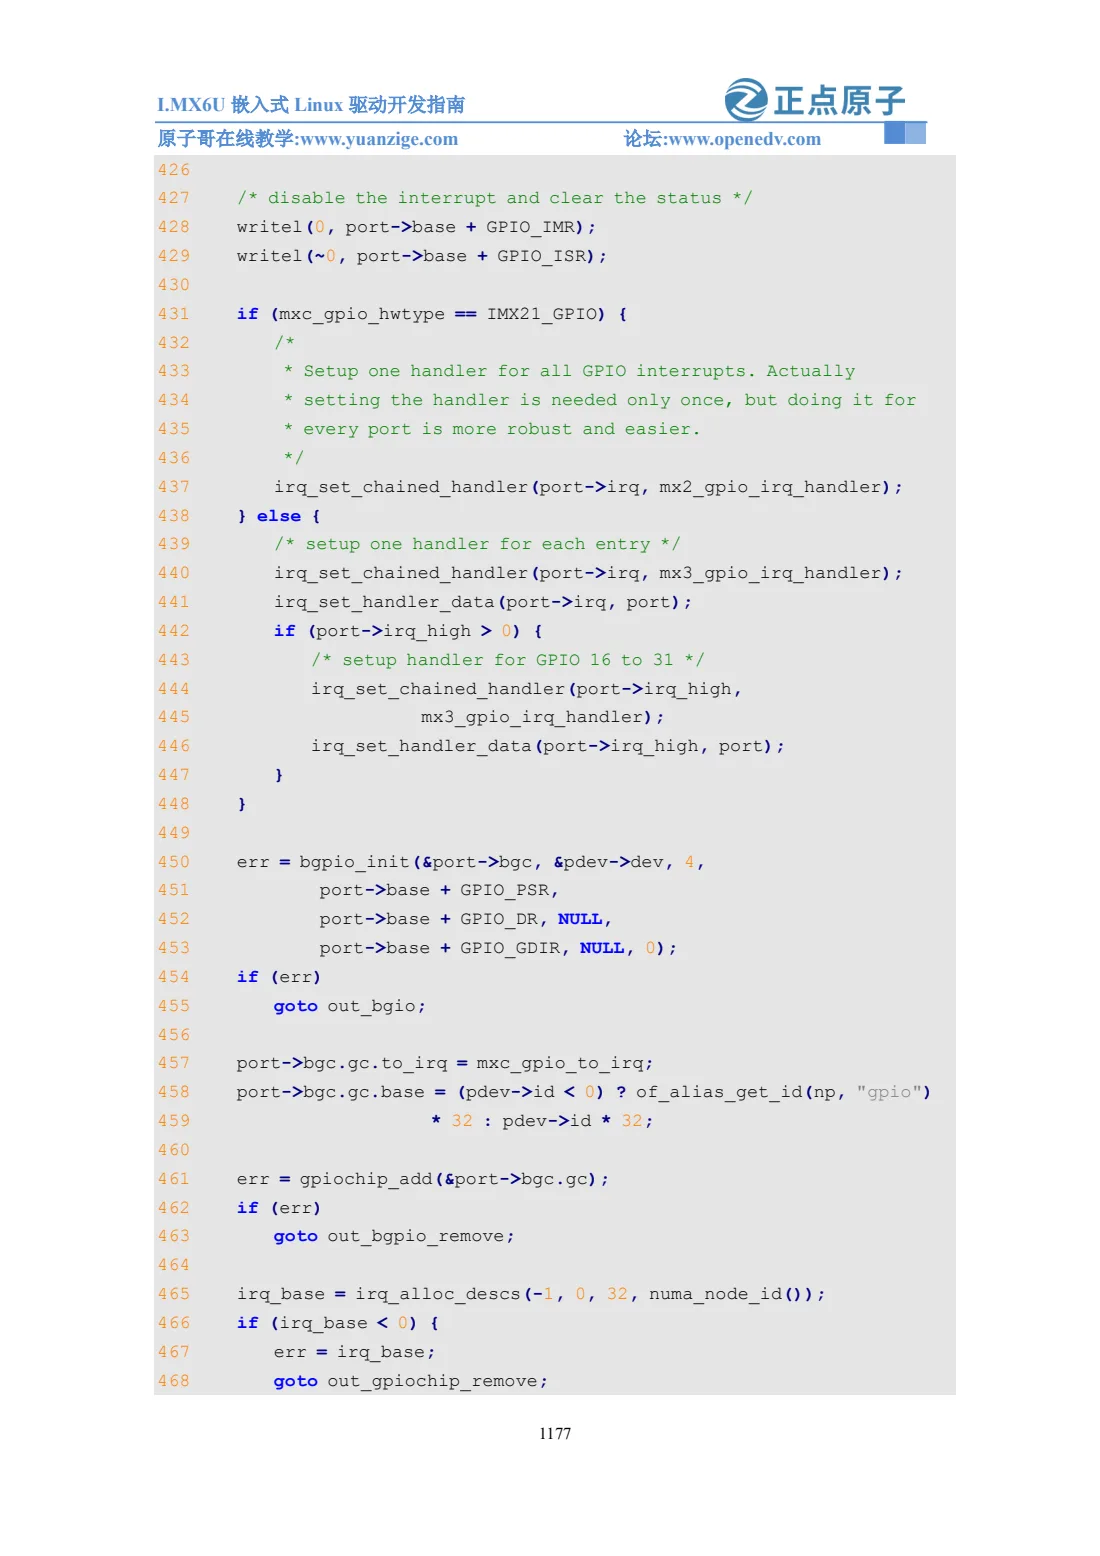 I.MX6U 嵌入式 Linux 驱动开发指南
正点原子
原子哥在线教学:www.yuanzige.com 论坛:www.openedv.com
426
427 /* disable the interrupt and clear the status */
428 writel(0, port->base + GPIO_IMR);
429 writel(~0, port->base + GPIO_ISR);
430
431 if (mxc_gpio_hwtype == IMX21_GPIO) {
432 /*
433 * Setup one handler for all GPIO interrupts. Actually
434 * setting the handler is needed only once, but doing it for
435 * every port is more robust and easier.
436 */
437 irq_set_chained_handler(port->irq, mx2_gpio_irq_handler);
438 } else {
439 /* setup one handler for each entry */
440 irq_set_chained_handler(port->irq, mx3_gpio_irq_handler);
441 irq_set_handler_data(port->irq, port);
442 if (port->irq_high > 0) {
443 /* setup handler for GPIO 16 to 31 */
444 irq_set_chained_handler(port->irq_high,
445 mx3_gpio_irq_handler);
446 irq_set_handler_data(port->irq_high, port);
447 }
448 }
449
450 err = bgpio_init(&port->bgc, &pdev->dev, 4,
451 port->base + GPIO_PSR,
452 port->base + GPIO_DR, NULL,
453 port->base + GPIO_GDIR, NULL, 0);
454 if (err)
455 goto out_bgio;
456
457 port->bgc.gc.to_irq = mxc_gpio_to_irq;
458 port->bgc.gc.base = (pdev->id < 0) ? of_alias_get_id(np, "gpio")
459 * 32 : pdev->id * 32;
460
461 err = gpiochip_add(&port->bgc.gc);
462 if (err)
463 goto out_bgpio_remove;
464
465 irq_base = irq_alloc_descs(-1, 0, 32, numa_node_id());
466 if (irq_base < 0) {
467 err = irq_base;
468 goto out_gpiochip_remove;
1177